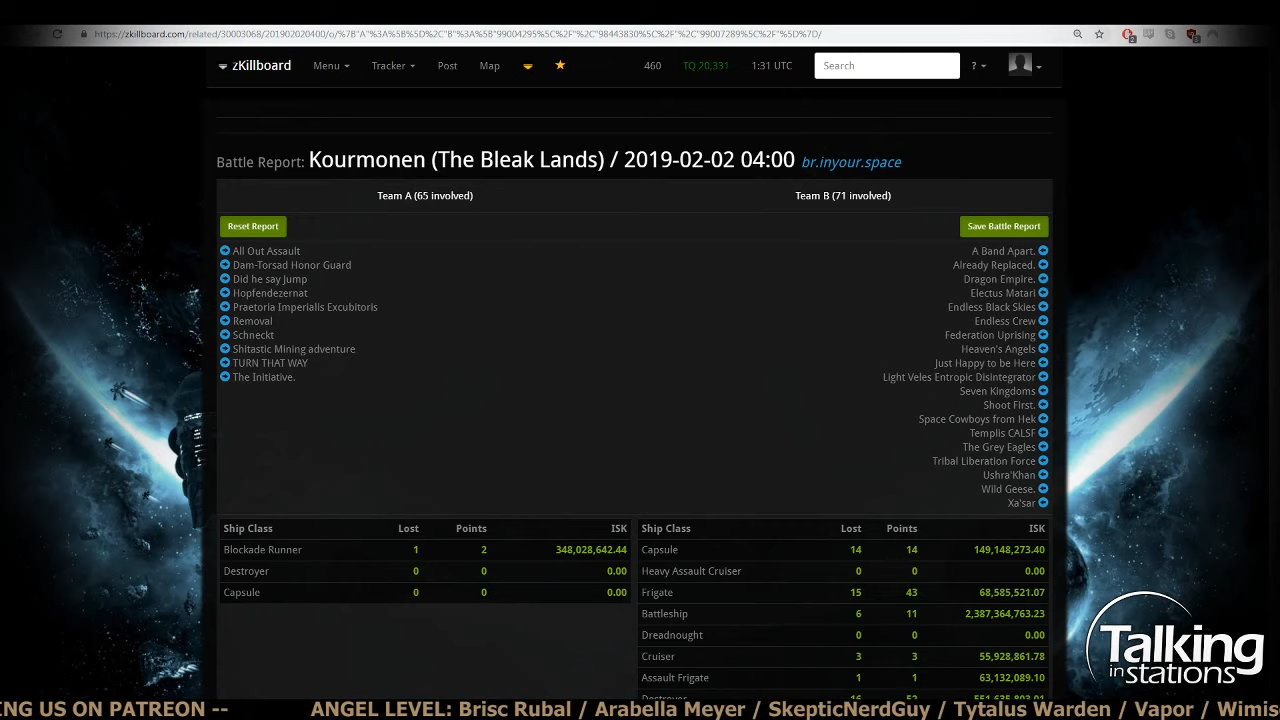 https://zkillboard.com/related/30003068/201902020400/o/%7B"A"%3A%5B%5D%2C"B"%3A%5B"99004295%5C%2F"%2C"98443830%5C%2F"%2C"99007289%5C%2F"%5D%7D/
zKillboard Menu Tracker Post Map 460 TQ 20,331 1:31 UTC Search ?
Battle Report: Kourmonen (The Bleak Lands) / 2019-02-02 04:00 br.inyour.space
Team A (65 involved) Team B (71 involved)
Reset Report Save Battle Report
All Out Assault A Band Apart.
Dam-Torsad Honor Guard Already Replaced.
Did he say Jump Dragon Empire.
Hopfendezernat Electus Matari
Praetoria Imperialis Excubitoris Endless Black Skies
Removal Endless Crew
Schneckt Federation Uprising
Shitastic Mining adventure Heaven's Angels
TURN THAT WAY Just Happy to be Here
The Initiative. Light Veles Entropic Disintegrator
Seven Kingdoms
Shoot First.
Space Cowboys from Hek
Templis CALSF
The Grey Eagles
Tribal Liberation Force
Ushra'Khan
Wild Geese.
Xa'sar
Ship Class Lost Points ISK Ship Class Lost Points ISK
Blockade Runner 1 2 348,028,642.44 Capsule 14 14 149,148,273.40
Destroyer 0 0 0.00 Heavy Assault Cruiser 0 0 0.00
Capsule 0 0 0.00 Frigate 15 43 68,585,521.07
Battleship 6 11 2,387,364,763.23
Dreadnought 0 0 0.00
Cruiser 3 3 55,928,861.78
Assault Frigate 1 1 63,132,089.10
Destroyer 16 52
Talking
in stations
ING US ON PATREON -- ANGEL LEVEL: Brisc Rubal / Arabella Meyer / SkepticNerdGuy / Tytalus Warden / Vapor / Wimis